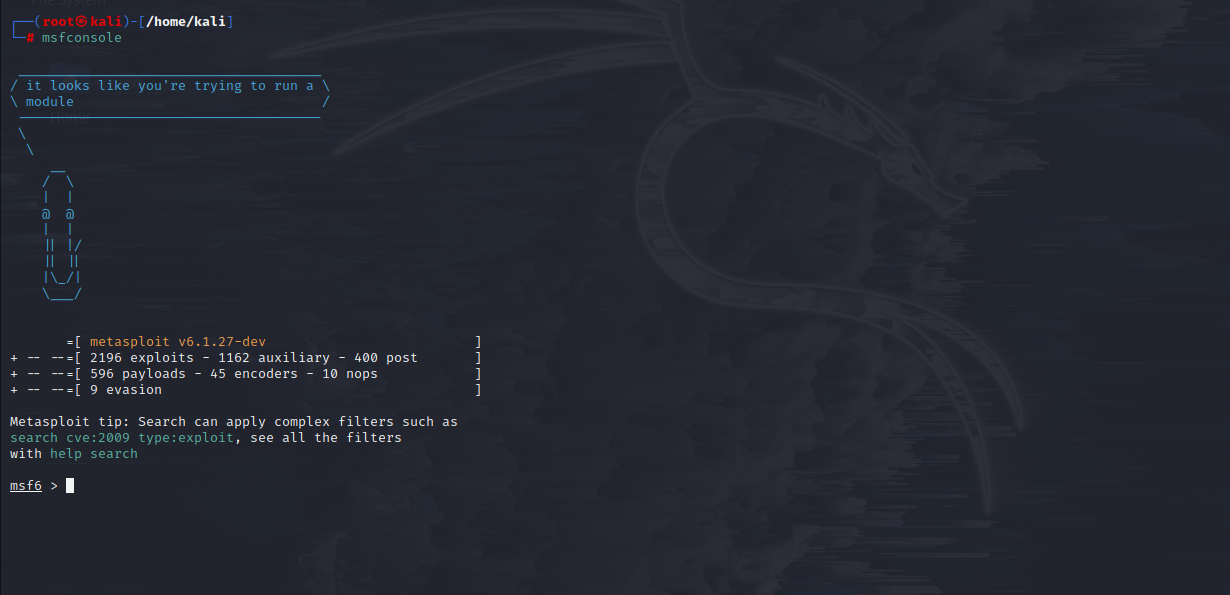 File System
┌──(root㉿kali)-[/home/kali]
└─# msfconsole
/ it looks like you're trying to run a \
\ module /
Home
\
\
__
/ \
| |
@ @
| |
|| |/
|| ||
|\_/|
\___/
=[ metasploit v6.1.27-dev ]
+ -- --=[ 2196 exploits - 1162 auxiliary - 400 post ]
+ -- --=[ 596 payloads - 45 encoders - 10 nops ]
+ -- --=[ 9 evasion ]
Metasploit tip: Search can apply complex filters such as
search cve:2009 type:exploit, see all the filters
with help search
msf6 >